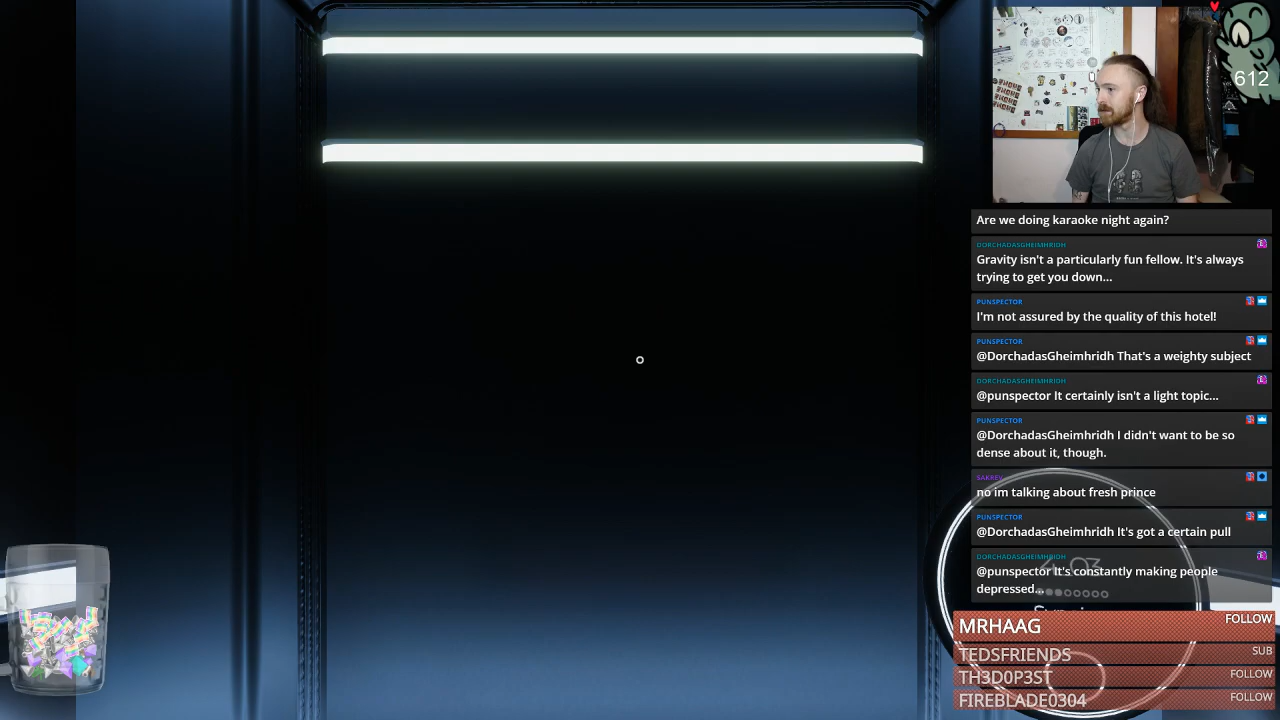 612
Are we doing karaoke night again?
DORCHADASGHEIMHRIDH
Gravity isn't a particularly fun fellow. It's always
trying to get you down...
PUNSPECTOR
I'm not assured by the quality of this hotel!
PUNSPECTOR
@DorchadasGheimhridh That's a weighty subject
DORCHADASGHEIMHRIDH
@punspector It certainly isn't a light topic...
PUNSPECTOR
@DorchadasGheimhridh I didn't want to be so
dense about it, though.
no im talking about fresh prince
PUNSPECTOR
@DorchadasGheimhridh It's got a certain pull
DORCHADASGHEIMHRIDH
@punspector It's constantly making people
depressed...
MRHAAG FOLLOW
TEDSFRIENDS SUB
TH3D0P3ST FOLLOW
FIREBLADE0304 FOLLOW